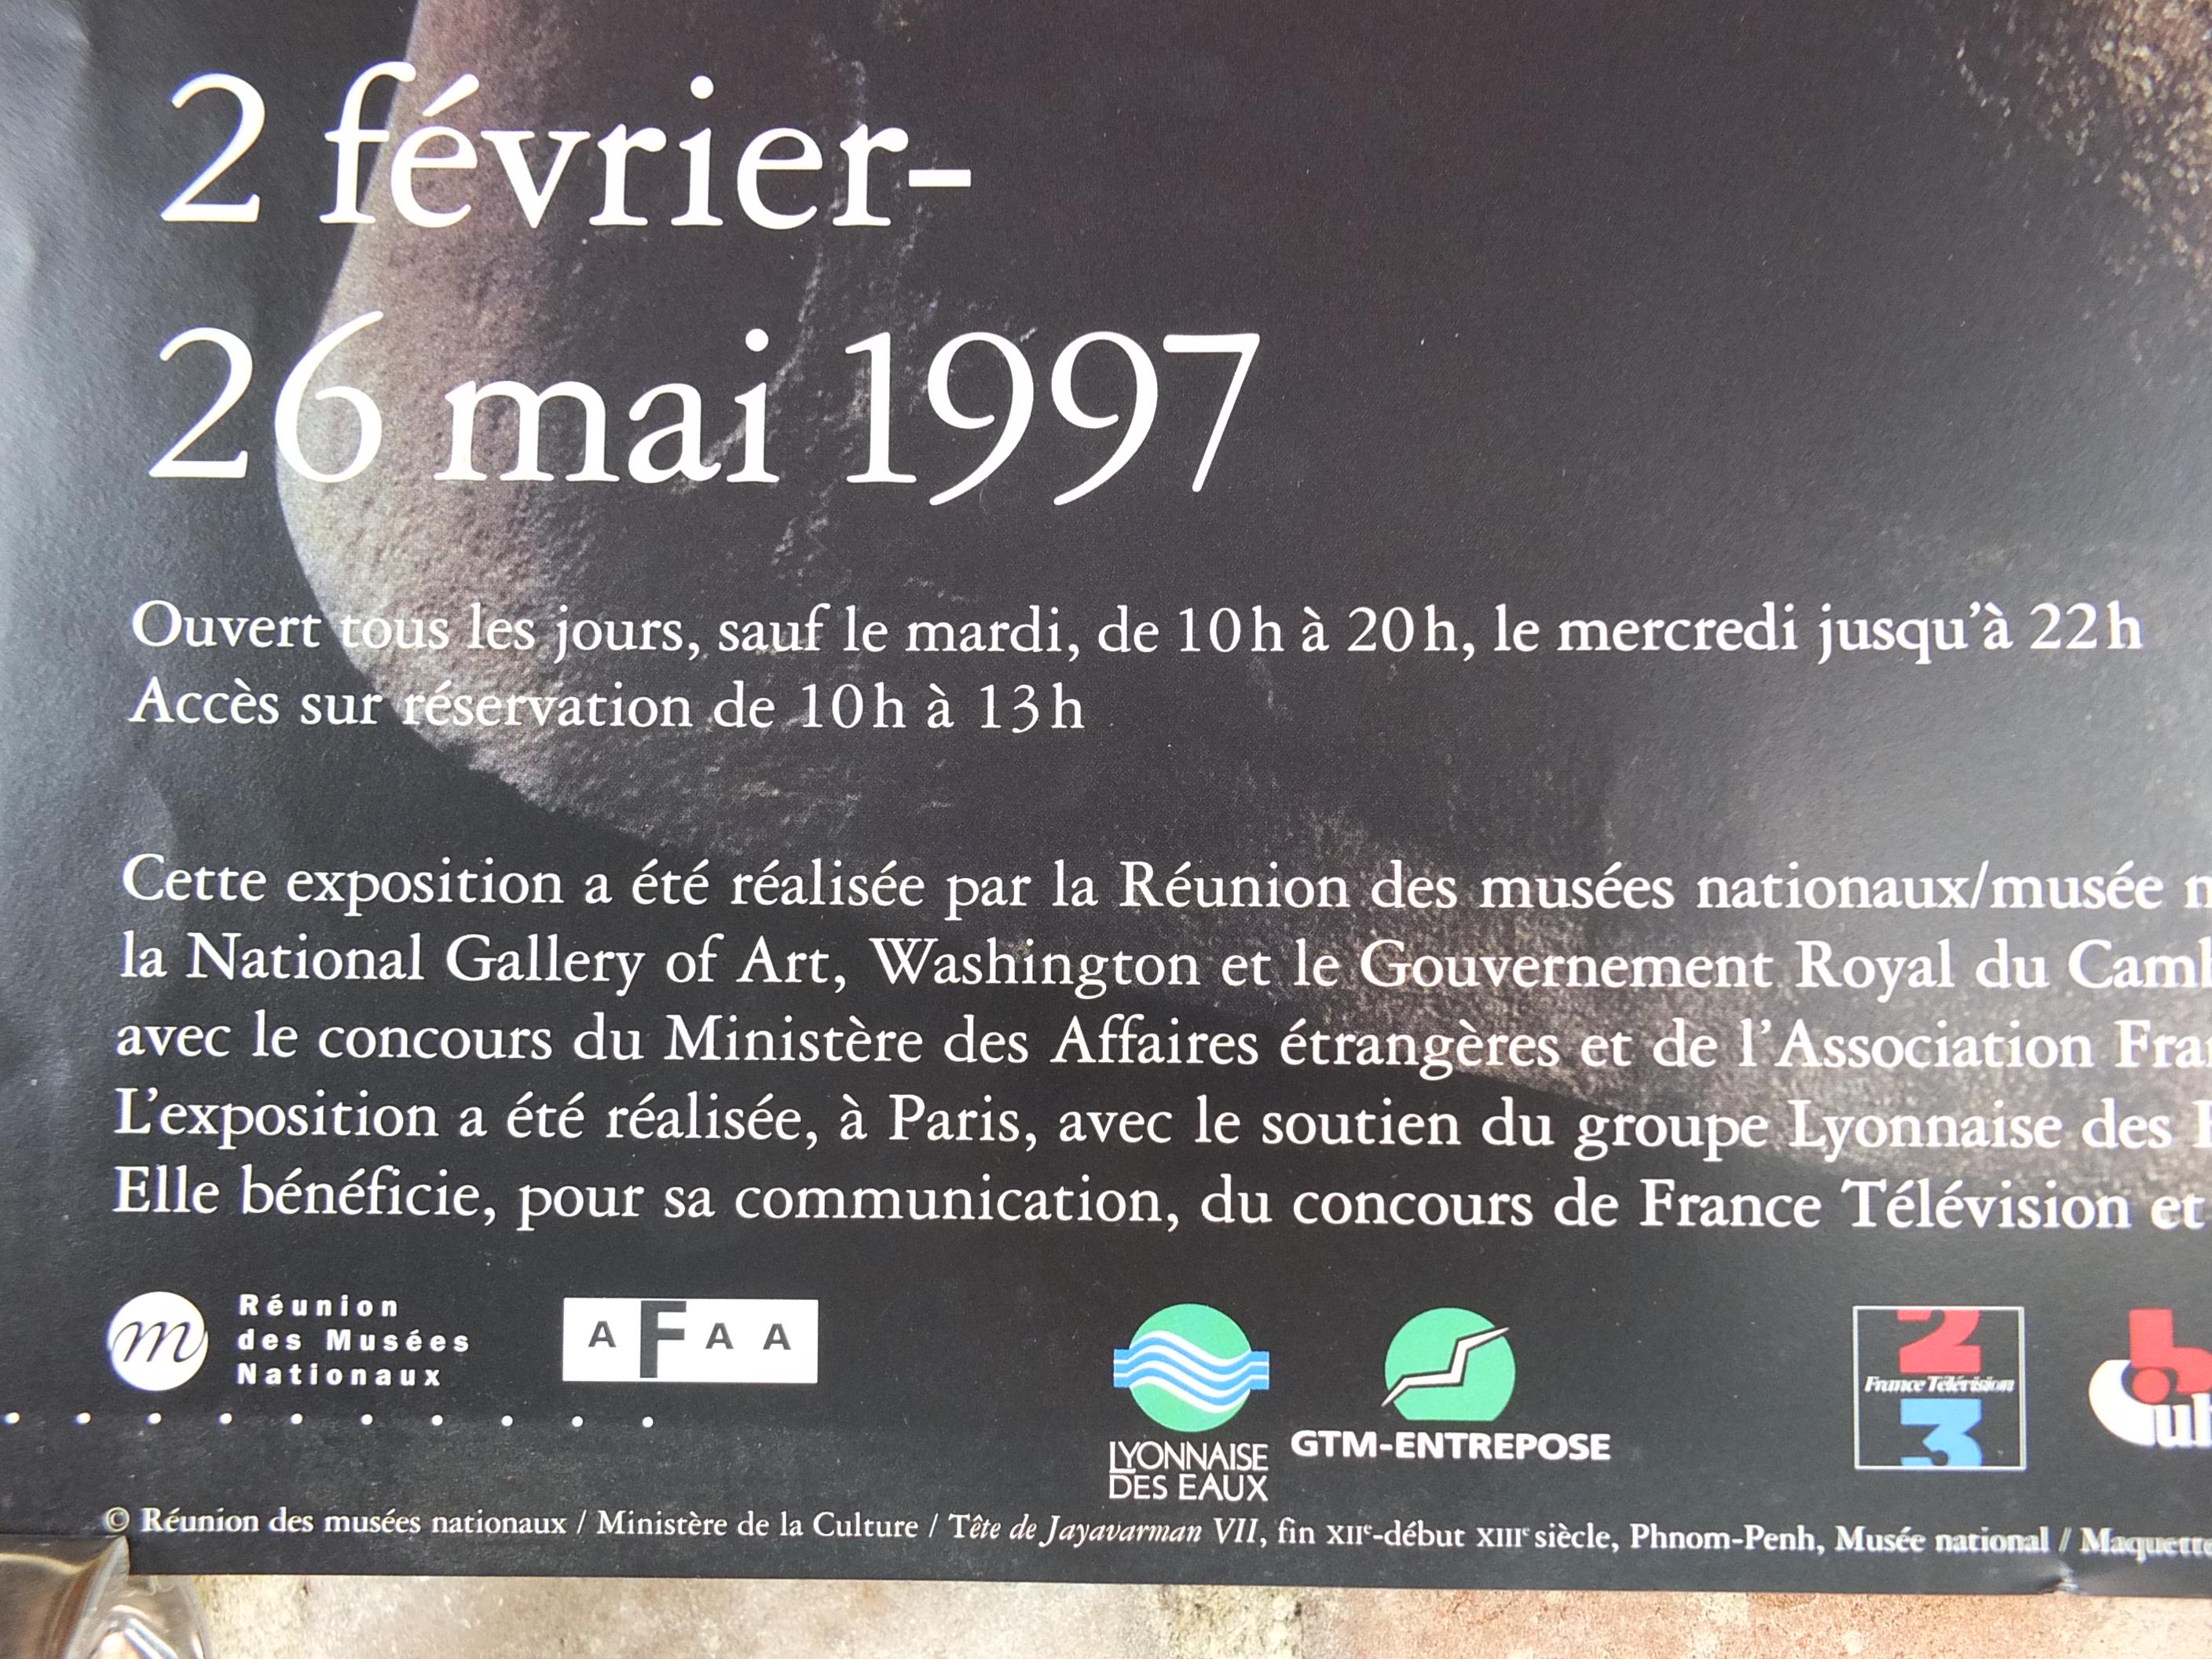 2 février-
26 mai 1997
Ouvert tous les jours, sauf le mardi, de 10h à 20h, le mercredi jusqu'à 22h
Accès sur réservation de 10h à 13h
Cette exposition a été réalisée par la Réunion des musées nationaux/musée
la National Gallery of Art, Washington et le Gouvernement Royal du
avec le concours du Ministère des Affaires étrangères et de l'Association
L'exposition a été réalisée, à Paris, avec le soutien du groupe Lyonnaise des
Elle bénéficie, pour sa communication, du concours de France Télévision et
m
Réunion
des Musées
Nationaux
AFAA
LYONNAISE
DES EAUX
GTM-ENTREPOSE
2
France Télévision
3
© Réunion des musées nationaux / Ministère de la Culture / Tête de Jayavarman VII, fin XIIe-début XIIIe siècle, Phnom-Penh, Musée national / Maquette